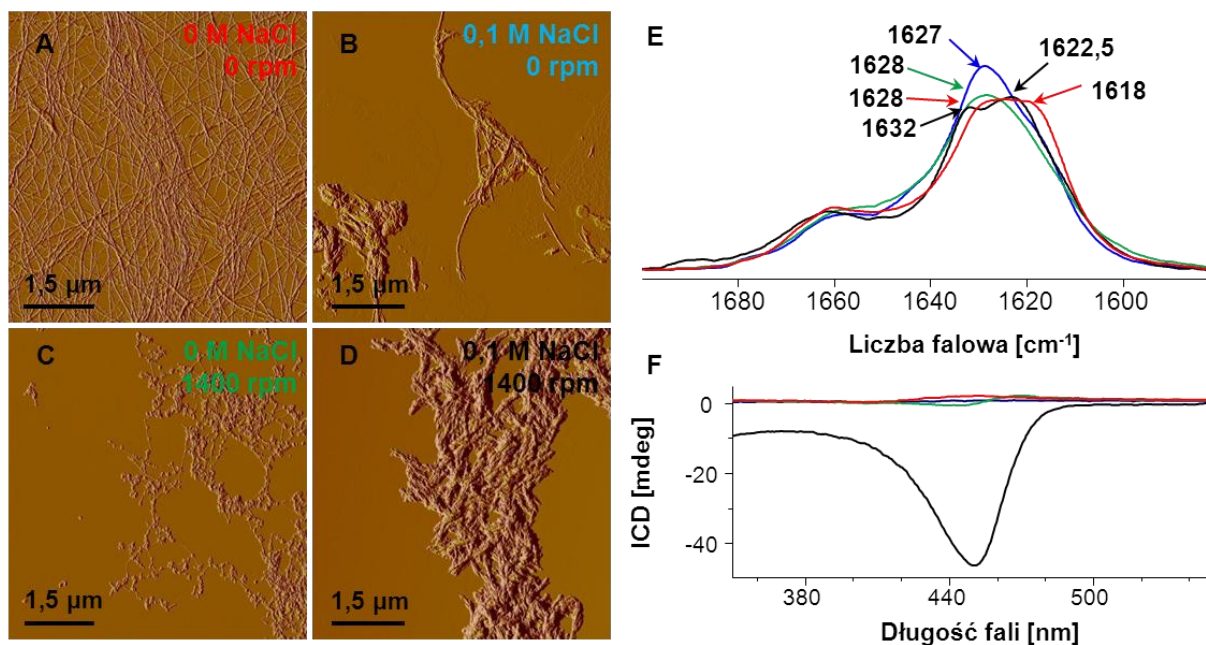 A
0 M NaCl
0 rpm
1,5 µm
B
0,1 M NaCl
0 rpm
1,5 µm
C
0 M NaCl
1400 rpm
1,5 µm
D
0,1 M NaCl
1400 rpm
1,5 µm
E
1627
1628
1628
1632
1622,5
1618
1680 1660 1640 1620 1600
Liczba falowa [cm⁻¹]
F
ICD [mdeg]
0
-20
-40
380 440 500
Długość fali [nm]